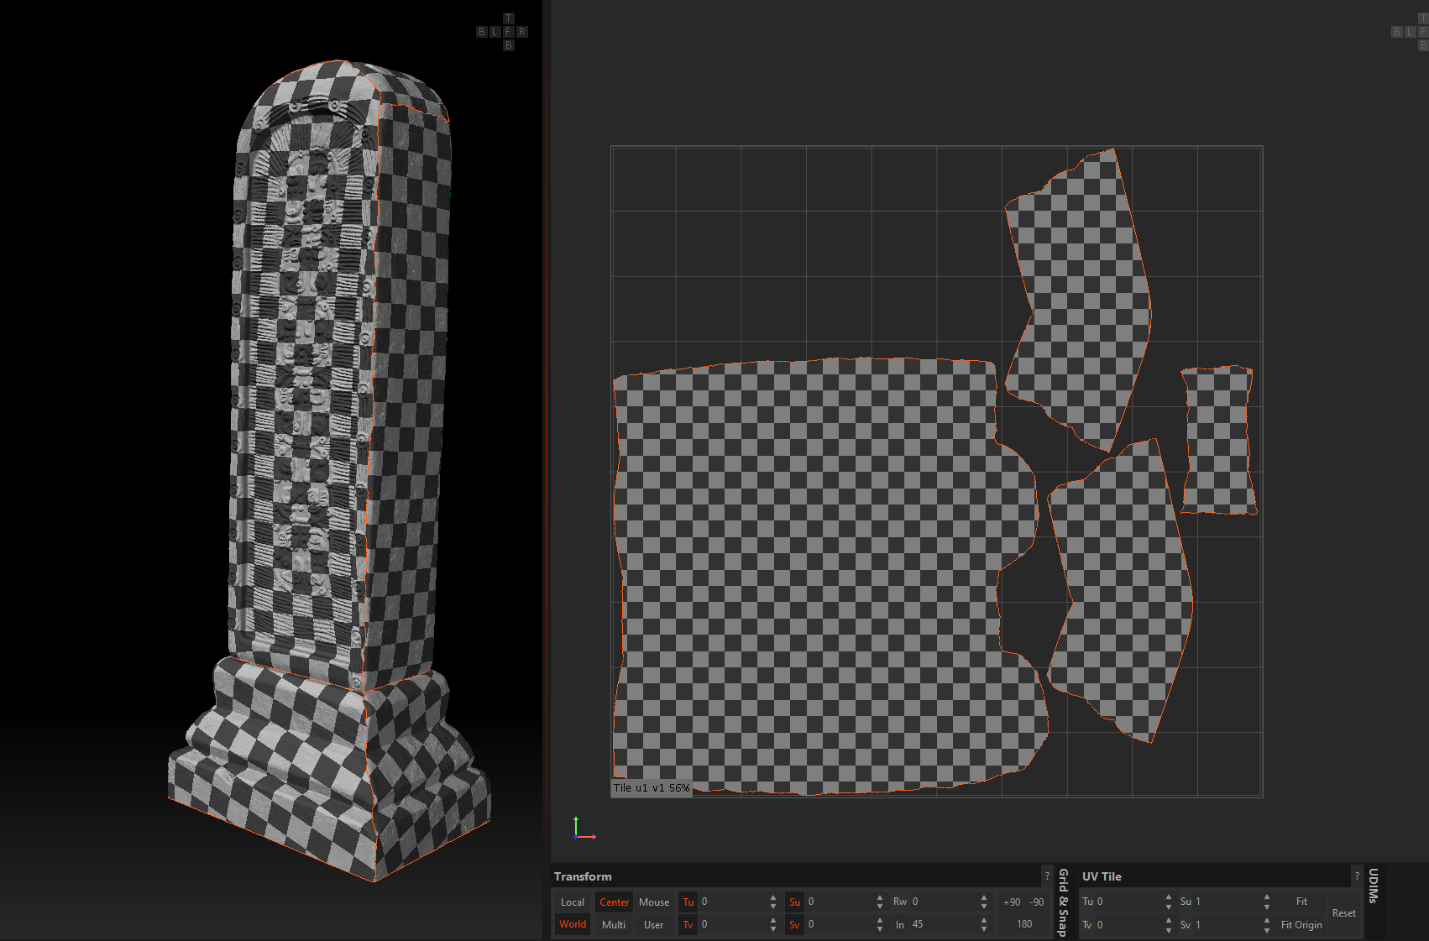 T
B L F R
B
T
B L F
B
Tile u1 v1 56%
Transform ?
Local Center Mouse Tu 0 Su 0 Rw 0 +90 -90
World Multi User Tv 0 Sv 0 In 45 180
Grid & Snap
UV Tile ?
Tu 0 Su 1 Fit
Reset
Tv 0 Sv 1 Fit Origin
UDIMs